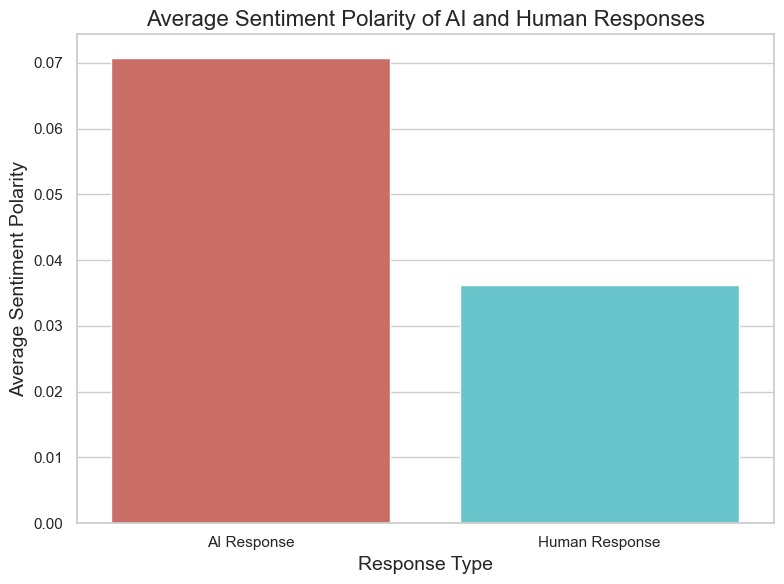 Average Sentiment Polarity of AI and Human Responses
Average Sentiment Polarity
0.07
0.06
0.05
0.04
0.03
0.02
0.01
0.00
AI Response
Human Response
Response Type